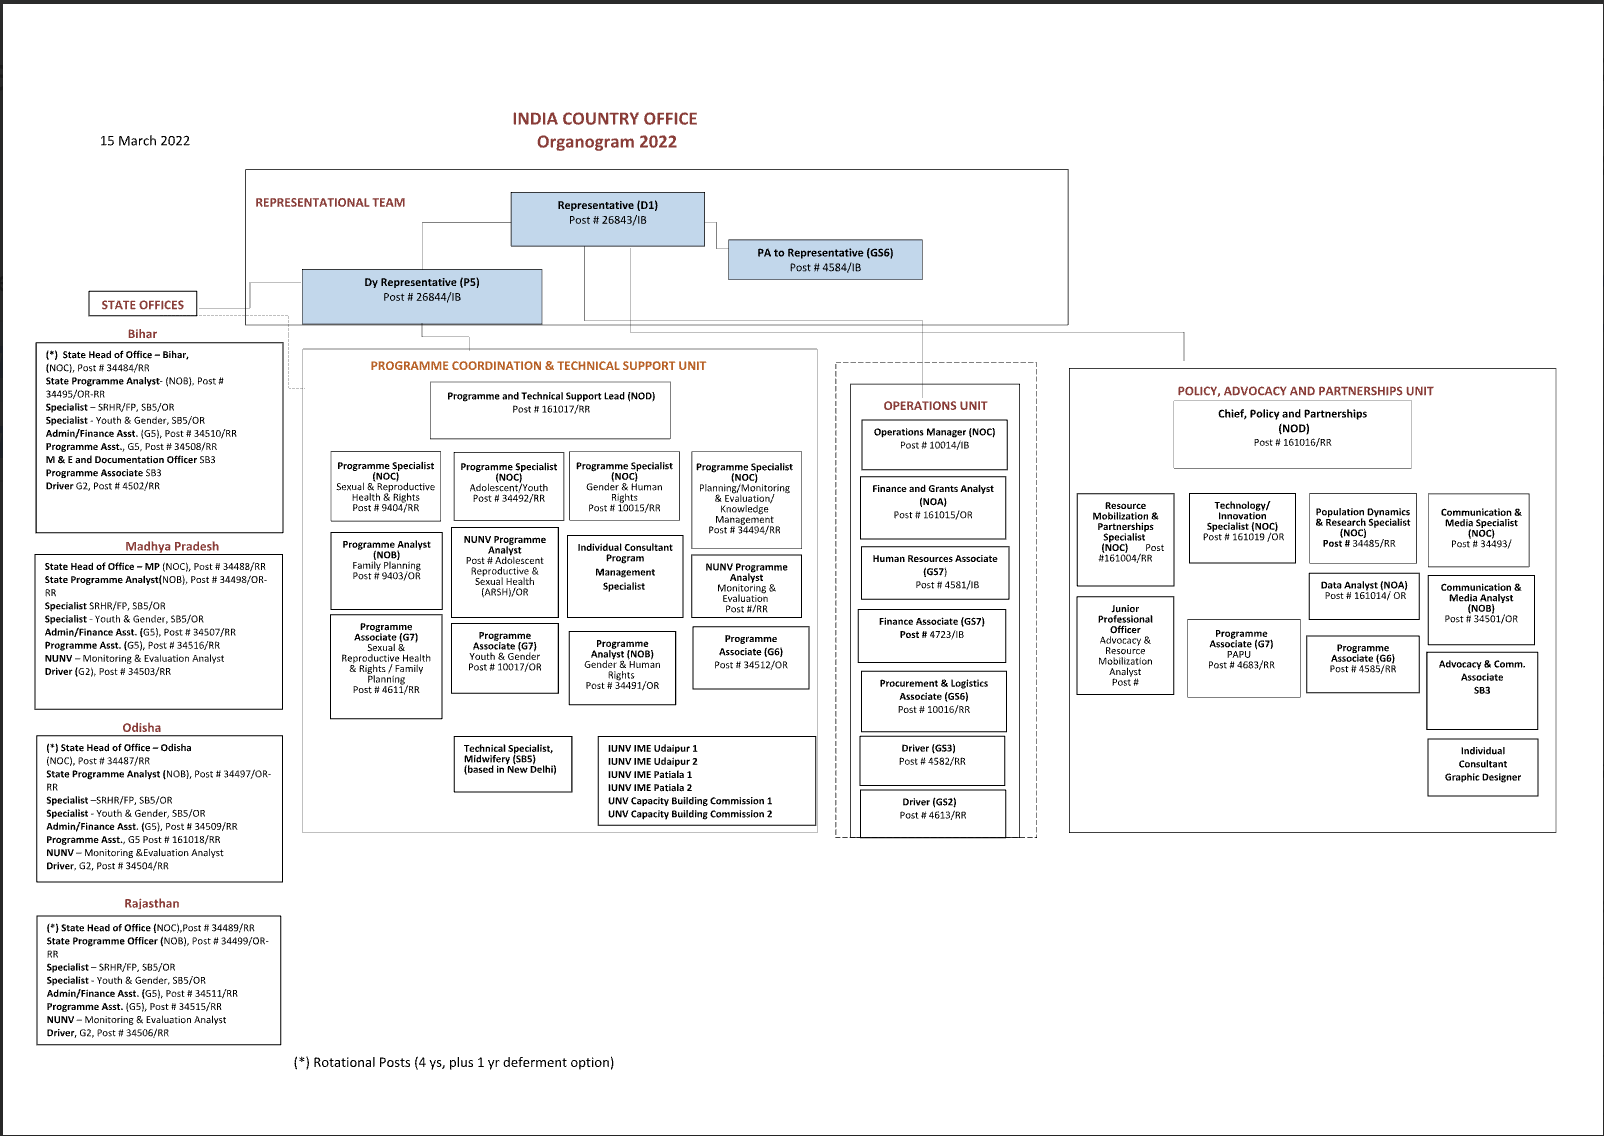 INDIA COUNTRY OFFICE
Organogram 2022
15 March 2022
REPRESENTATIONAL TEAM
Representative (D1)
Post # 26843/IB
PA to Representative (GS6)
Post # 4584/IB
Dy Representative (P5)
Post # 26844/IB
STATE OFFICES
Bihar
(*)  State Head of Office – Bihar,
(NOC), Post # 34484/RR
State Programme Analyst- (NOB), Post #
34495/OR-RR
Specialist – SRHR/FP, SB5/OR
Specialist - Youth & Gender, SB5/OR
Admin/Finance Asst. (G5), Post # 34510/RR
Programme Asst., G5, Post # 34508/RR
M & E and Documentation Officer SB3
Programme Associate SB3
Driver G2, Post # 4502/RR
Madhya Pradesh
State Head of Office – MP (NOC), Post # 34488/RR
State Programme Analyst(NOB), Post # 34498/OR-
RR
Specialist SRHR/FP, SB5/OR
Specialist - Youth & Gender, SB5/OR
Admin/Finance Asst. (G5), Post # 34507/RR
Programme Asst. (G5), Post # 34516/RR
NUNV – Monitoring & Evaluation Analyst
Driver (G2), Post # 34503/RR
Odisha
(*) State Head of Office – Odisha
(NOC), Post # 34487/RR
State Programme Analyst (NOB), Post # 34497/OR-
RR
Specialist –SRHR/FP, SB5/OR
Specialist - Youth & Gender, SB5/OR
Admin/Finance Asst. (G5), Post # 34509/RR
Programme Asst., G5 Post # 161018/RR
NUNV – Monitoring &Evaluation Analyst
Driver, G2, Post # 34504/RR
Rajasthan
(*) State Head of Office (NOC),Post # 34489/RR
State Programme Officer (NOB), Post # 34499/OR-
RR
Specialist – SRHR/FP, SB5/OR
Specialist - Youth & Gender, SB5/OR
Admin/Finance Asst. (G5), Post # 34511/RR
Programme Asst. (G5), Post # 34515/RR
NUNV – Monitoring & Evaluation Analyst
Driver, G2, Post # 34506/RR
PROGRAMME COORDINATION & TECHNICAL SUPPORT UNIT
Programme and Technical Support Lead (NOD)
Post # 161017/RR
Programme Specialist
(NOC)
Sexual & Reproductive
Health & Rights
Post # 9404/RR
Programme Specialist
(NOC)
Adolescent/Youth
Post # 34492/RR
Programme Specialist
(NOC)
Gender & Human
Rights
Post # 10015/RR
Programme Specialist
(NOC)
Planning/Monitoring
& Evaluation/
Knowledge
Management
Post # 34494/RR
Programme Analyst
(NOB)
Family Planning
Post # 9403/OR
NUNV Programme
Analyst
Post # Adolescent
Reproductive &
Sexual Health
(ARSH)/OR
Individual Consultant
Program
Management
Specialist
NUNV Programme
Analyst
Monitoring &
Evaluation
Post #/RR
Programme
Associate (G7)
Sexual &
Reproductive Health
& Rights / Family
Planning
Post # 4611/RR
Programme
Associate (G7)
Youth & Gender
Post # 10017/OR
Programme
Analyst (NOB)
Gender & Human
Rights
Post # 34491/OR
Programme
Associate (G6)
Post # 34512/OR
Technical Specialist,
Midwifery (SB5)
(based in New Delhi)
IUNV IME Udaipur 1
IUNV IME Udaipur 2
IUNV IME Patiala 1
IUNV IME Patiala 2
UNV Capacity Building Commission 1
UNV Capacity Building Commission 2
OPERATIONS UNIT
Operations Manager (NOC)
Post # 10014/IB
Finance and Grants Analyst
(NOA)
Post # 161015/OR
Human Resources Associate
(GS7)
Post # 4581/IB
Finance Associate (GS7)
Post # 4723/IB
Procurement & Logistics
Associate (GS6)
Post # 10016/RR
Driver (GS3)
Post # 4582/RR
Driver (GS2)
Post # 4613/RR
POLICY, ADVOCACY AND PARTNERSHIPS UNIT
Chief, Policy and Partnerships
(NOD)
Post # 161016/RR
Resource
Mobilization &
Partnerships
Specialist
(NOC)      Post
#161004/RR
Technology/
Innovation
Specialist (NOC)
Post # 161019 /OR
Population Dynamics
& Research Specialist
(NOC)
Post # 34485/RR
Communication &
Media Specialist
(NOC)
Post # 34493/
Data Analyst (NOA)
Post # 161014/ OR
Communication &
Media Analyst
(NOB)
Post # 34501/OR
Junior
Professional
Officer
Advocacy &
Resource
Mobilization
Analyst
Post #
Programme
Associate (G7)
PAPU
Post # 4683/RR
Programme
Associate (G6)
Post # 4585/RR
Advocacy & Comm.
Associate
SB3
Individual
Consultant
Graphic Designer
(*) Rotational Posts (4 ys, plus 1 yr deferment option)